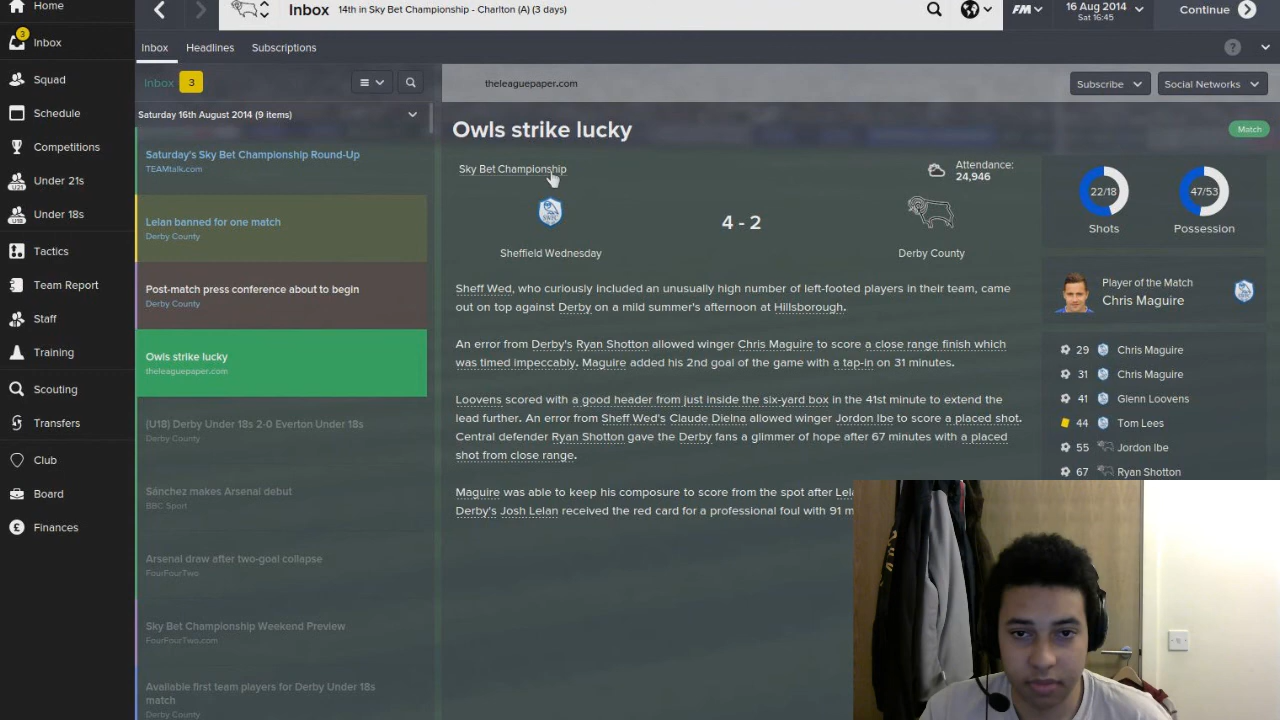 Home
Inbox
14th in Sky Bet Championship - Charlton (A) (3 days)
FM
16 Aug 2014
Sat 16:45
Continue
3
Inbox
Squad
Schedule
Competitions
Under 21s
Under 18s
Tactics
Team Report
Staff
Training
Scouting
Transfers
Club
Board
Finances
Inbox
Headlines
Subscriptions
?
Inbox
3
Saturday 16th August 2014 (9 items)
Saturday's Sky Bet Championship Round-Up
TEAMtalk.com
Lelan banned for one match
Derby County
Post-match press conference about to begin
Derby County
Owls strike lucky
theleaguepaper.com
(U18) Derby Under 18s 2-0 Everton Under 18s
Derby County
Sánchez makes Arsenal debut
BBC Sport
Arsenal draw after two-goal collapse
FourFourTwo
Sky Bet Championship Weekend Preview
FourFourTwo.com
Available first team players for Derby Under 18s
match
Derby County
theleaguepaper.com
Subscribe
Social Networks
Owls strike lucky
Match
Sky Bet Championship
Attendance:
24,946
4 - 2
Sheffield Wednesday
Derby County
Sheff Wed, who curiously included an unusually high number of left-footed players in their team, came
out on top against Derby on a mild summer's afternoon at Hillsborough.
An error from Derby's Ryan Shotton allowed winger Chris Maguire to score a close range finish which
was timed impeccably. Maguire added his 2nd goal of the game with a tap-in on 31 minutes.
Loovens scored with a good header from just inside the six-yard box in the 41st minute to extend the
lead further. An error from Sheff Wed's Claude Dielna allowed winger Jordon Ibe to score a placed shot.
Central defender Ryan Shotton gave the Derby fans a glimmer of hope after 67 minutes with a placed
shot from close range.
Maguire was able to keep his composure to score from the spot after
Derby's Josh Lelan received the red card for a professional foul with 91
22/18
Shots
47/53
Possession
Player of the Match
Chris Maguire
29 Chris Maguire
31 Chris Maguire
41 Glenn Loovens
44 Tom Lees
55 Jordon Ibe
67 Ryan Shotton